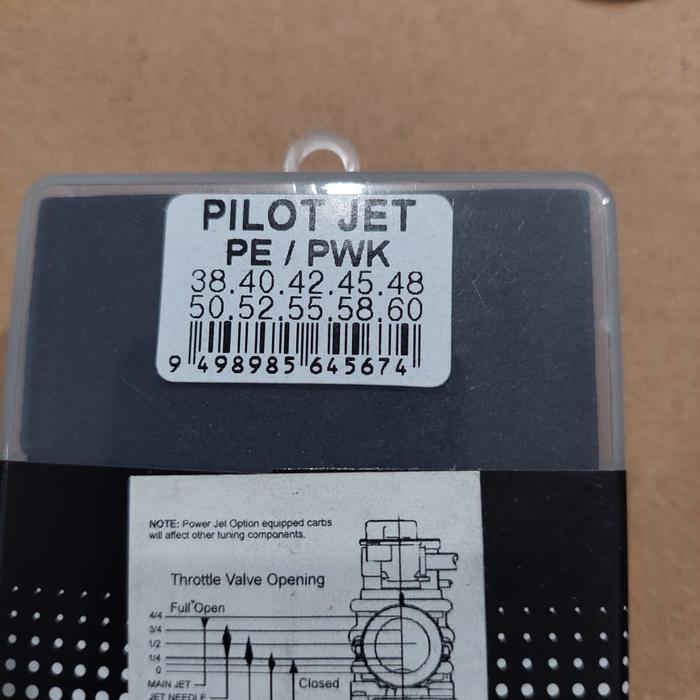 PILOT JET
PE / PWK
38.40.42.45.48
50.52.55.58.60
9 498985 645674
NOTE: Power Jet Option equipped carbs
will affect other tuning components.
Throttle Valve Opening
Full Open
4/4
3/4
1/2
1/4
0
MAIN JET
Closed
JET NEEDLE